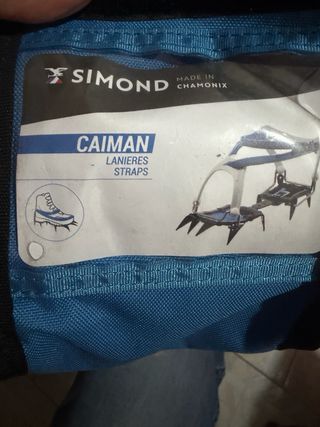 SIMOND MADE IN
CHAMONIX
CAIMAN
LANIERES
STRAPS